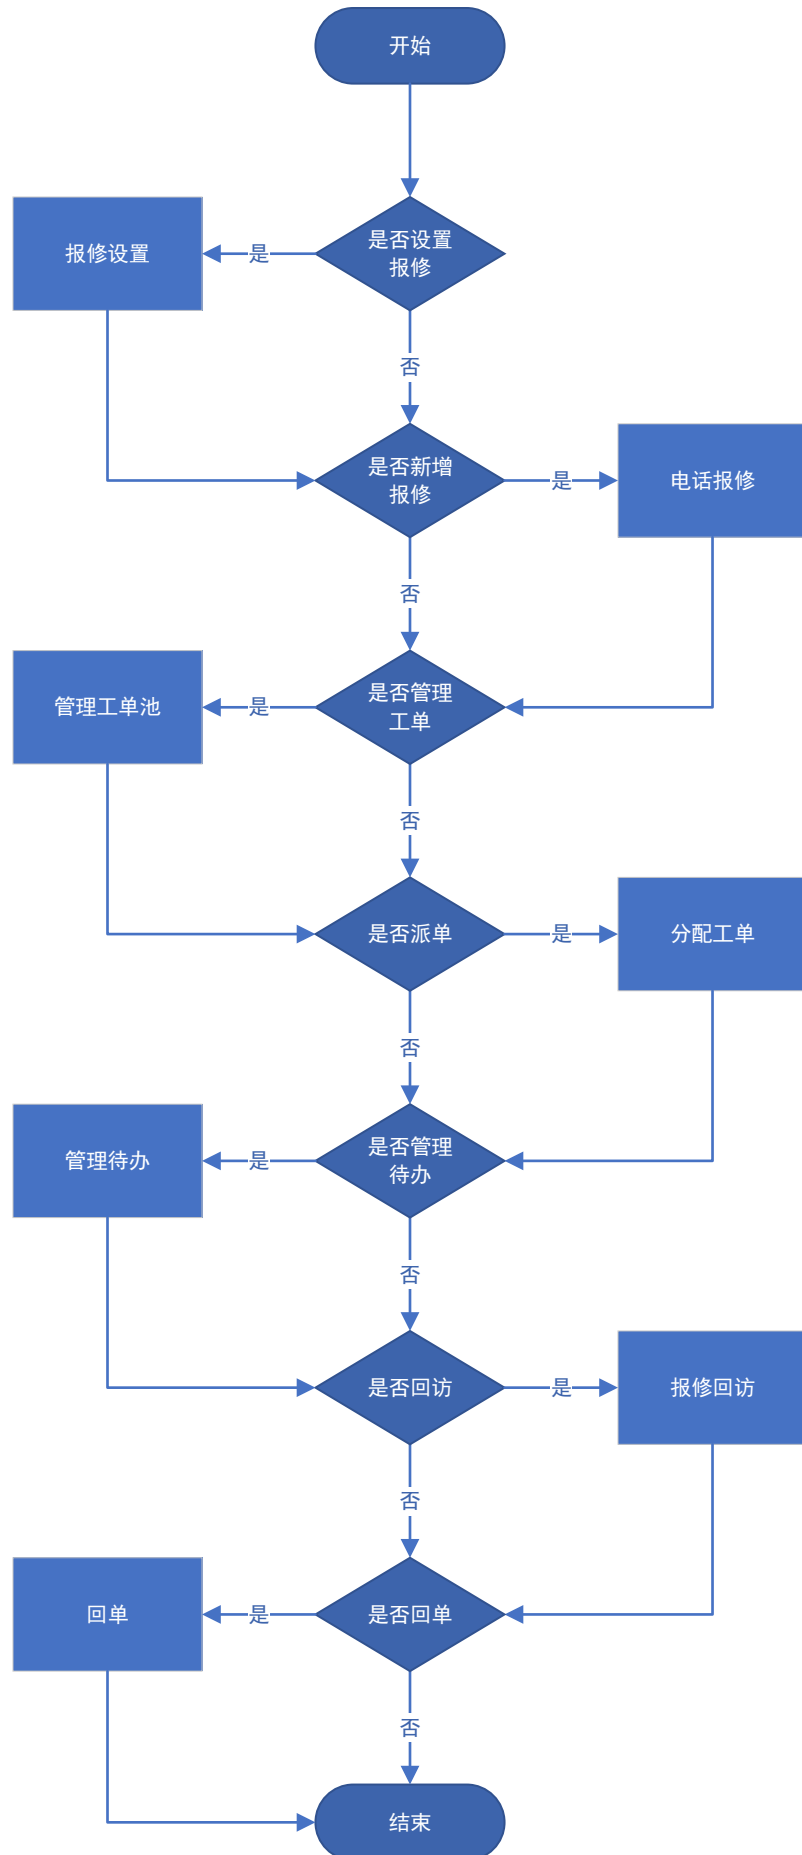 开始
报修设置
是
是否设置
报修
否
是否新增
报修
是
电话报修
否
管理工单池
是
是否管理
工单
否
是否派单
是
分配工单
否
管理待办
是
是否管理
待办
否
是否回访
是
报修回访
否
回单
是
是否回单
否
结束